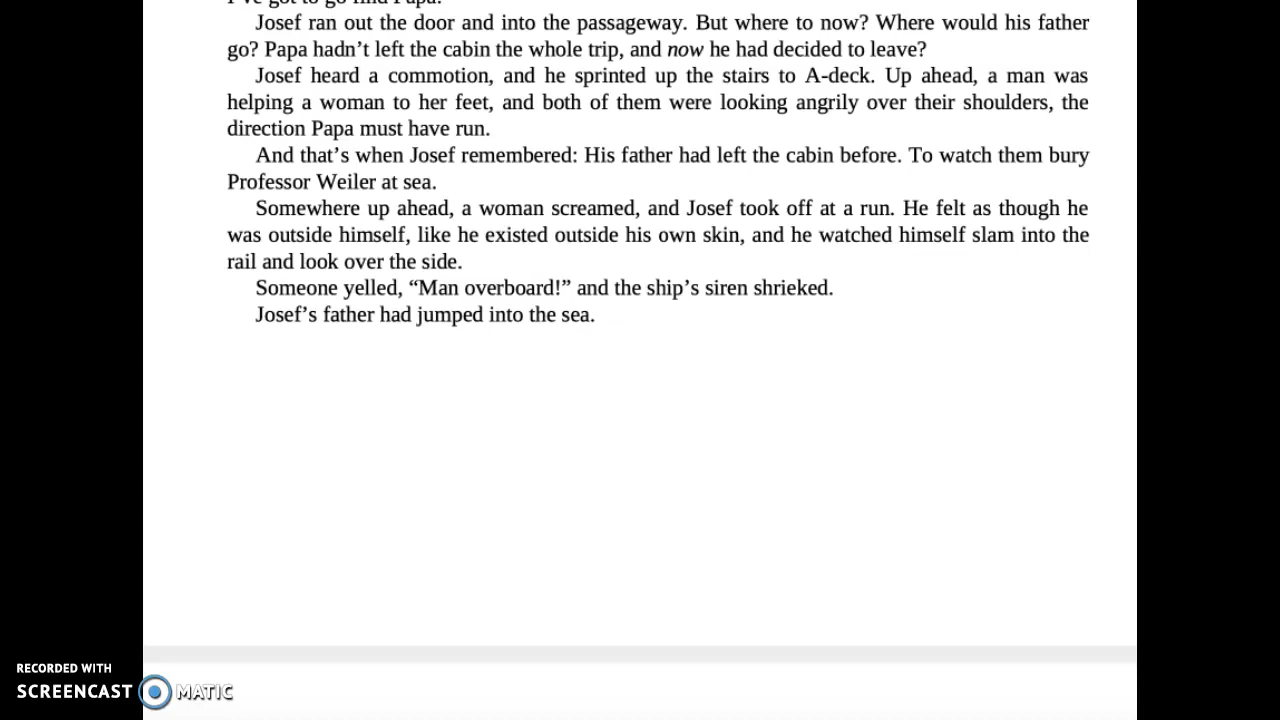 I've got to go find Papa.
Josef ran out the door and into the passageway. But where to now? Where would his father
go? Papa hadn't left the cabin the whole trip, and now he had decided to leave?
Josef heard a commotion, and he sprinted up the stairs to A-deck. Up ahead, a man was
helping a woman to her feet, and both of them were looking angrily over their shoulders, the
direction Papa must have run.
And that's when Josef remembered: His father had left the cabin before. To watch them bury
Professor Weiler at sea.
Somewhere up ahead, a woman screamed, and Josef took off at a run. He felt as though he
was outside himself, like he existed outside his own skin, and he watched himself slam into the
rail and look over the side.
Someone yelled, “Man overboard!” and the ship's siren shrieked.
Josef's father had jumped into the sea.
RECORDED WITH
SCREENCAST MATIC